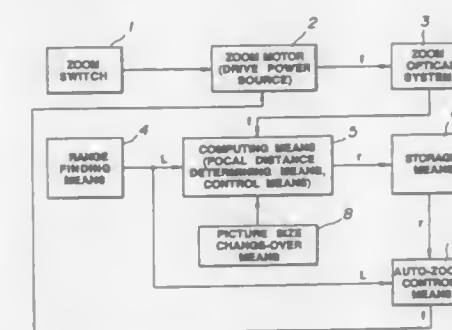 1
2
3
ZOOM
SWITCH
ZOOM MOTOR
(DRIVE POWER
SOURCE)
f
ZOOM
OPTICAL
SYSTEM
4
f
5
RANGE
FINDING
MEANS
L
COMPUTING MEANS
(FOCAL DISTANCE
DETERMINING MEANS,
CONTROL MEANS)
r
STORAGE
MEANS
8
PICTURE SIZE
CHANGE-OVER
MEANS
r
L
AUTO-ZOOM
CONTROL
MEANS
f